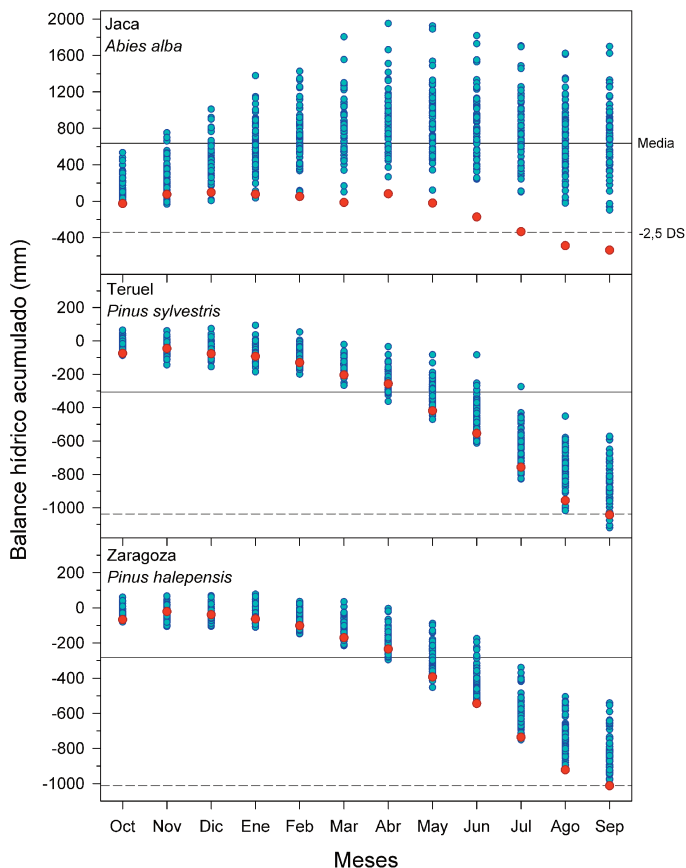 Jaca
Abies alba
2000
1600
1200
800
400
0
-400
Media
-2,5 DS
Teruel
Pinus sylvestris
200
0
-200
-400
-600
-800
-1000
Zaragoza
Pinus halepensis
200
0
-200
-400
-600
-800
-1000
Balance hídrico acumulado (mm)
Oct Nov Dic Ene Feb Mar Abr May Jun Jul Ago Sep
Meses